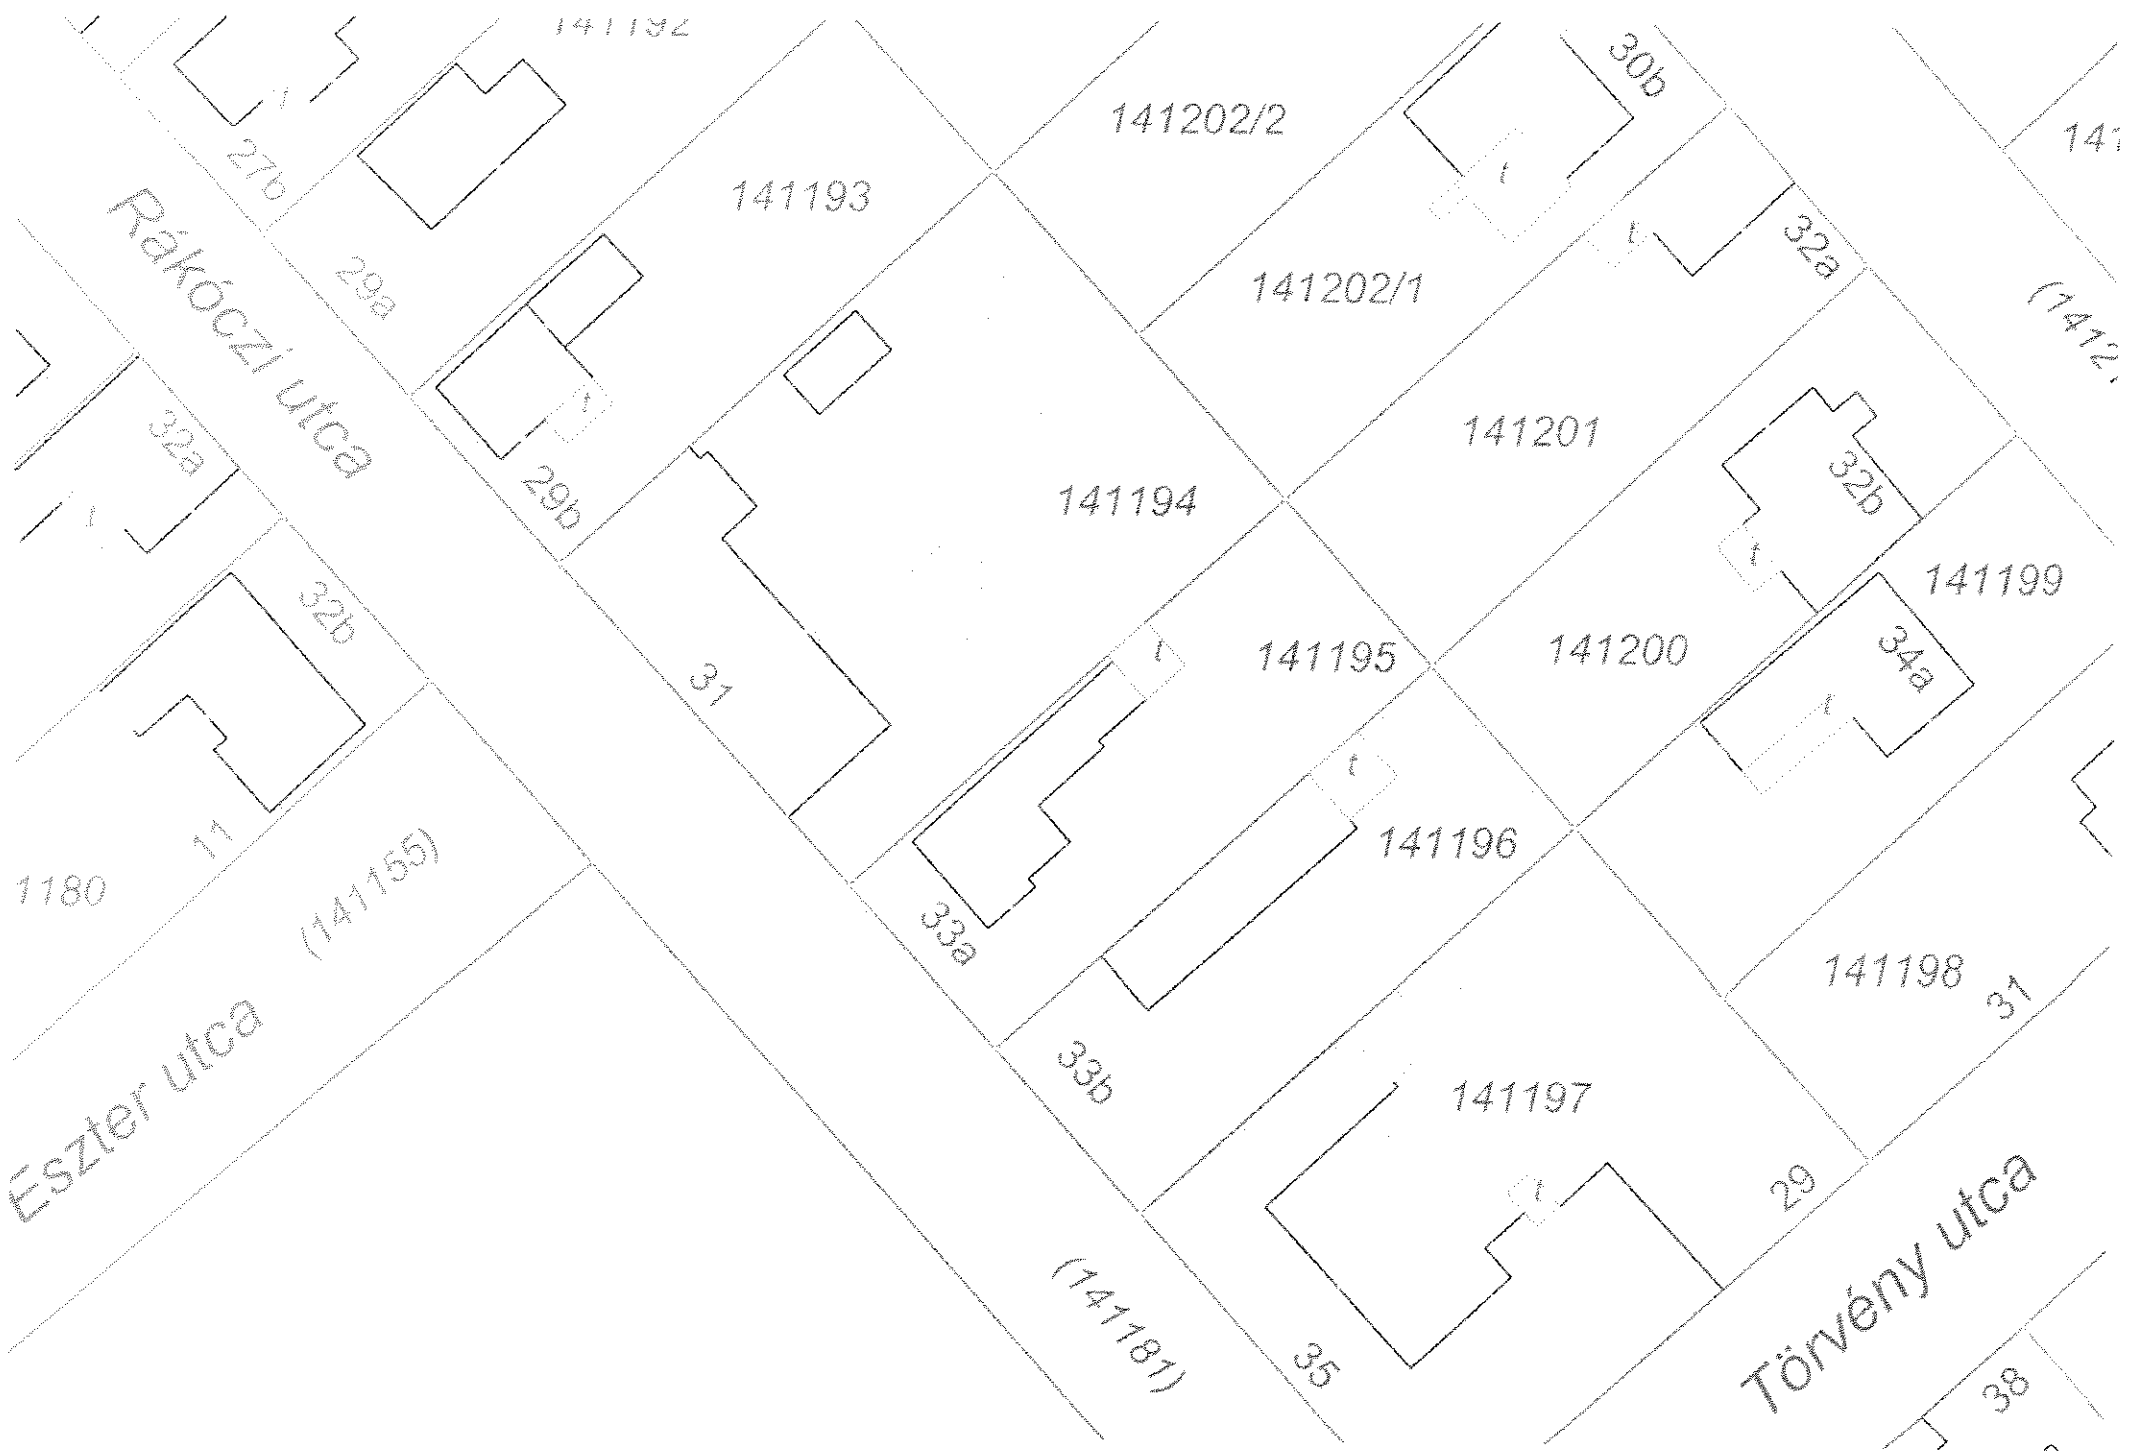 141192
30b
t
27b
141202/2
141
t
141193
t
32a
Rákóczi utca
29a
141202/1
(1412
t
32a
141201
29b
32b
t
141194
t
32b
141199
31
t
141195
141200
34a
t
t
141196
11
(141155)
1180
33a
141198
31
Eszter utca
33b
141197
t
29
Törvény utca
(141181)
35
38